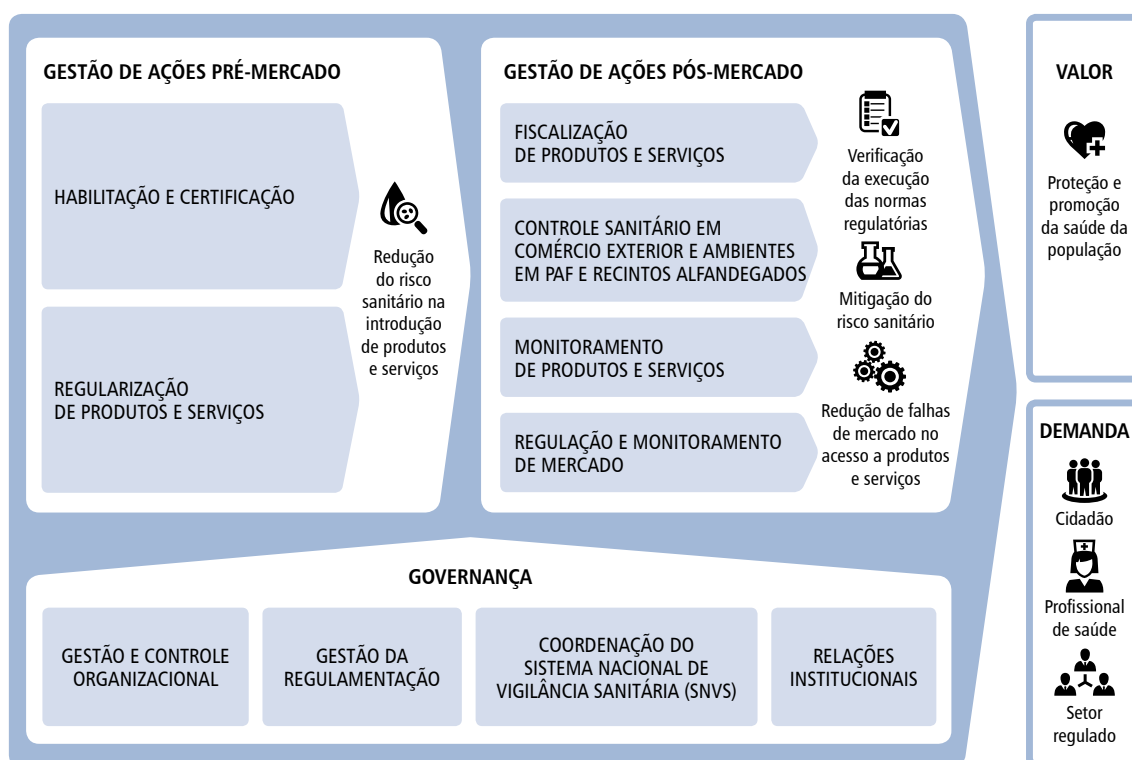 GESTÃO DE AÇÕES PRÉ-MERCADO
HABILITAÇÃO E CERTIFICAÇÃO
REGULARIZAÇÃO
DE PRODUTOS E SERVIÇOS
Redução
do risco
sanitário na
introdução
de produtos
e serviços
GESTÃO DE AÇÕES PÓS-MERCADO
FISCALIZAÇÃO
DE PRODUTOS E SERVIÇOS
CONTROLE SANITÁRIO EM
COMÉRCIO EXTERIOR E AMBIENTES
EM PAF E RECINTOS ALFANDEGADOS
MONITORAMENTO
DE PRODUTOS E SERVIÇOS
REGULAÇÃO E MONITORAMENTO
DE MERCADO
Verificação
da execução
das normas
regulatórias
Mitigação do
risco sanitário
Redução de falhas
de mercado no
acesso a produtos
e serviços
GOVERNANÇA
GESTÃO E CONTROLE
ORGANIZACIONAL
GESTÃO DA
REGULAMENTAÇÃO
COORDENAÇÃO DO
SISTEMA NACIONAL DE
VIGILÂNCIA SANITÁRIA (SNVS)
RELAÇÕES
INSTITUCIONAIS
VALOR
Proteção e
promoção
da saúde da
população
DEMANDA
Cidadão
Profissional
de saúde
Setor
regulado